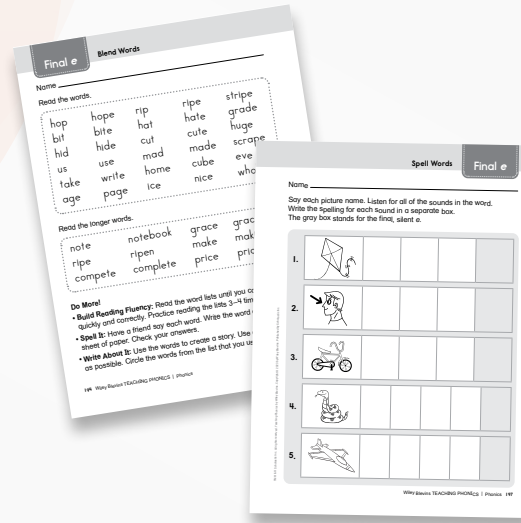 Final e
Blend Words
Name
Read the words.
hop hope rip ripe stripe
bit bite hat hate grade
hid hide cut cute huge
us use mad made scrape
take write home cube eve
age page ice nice
Read the longer words.
note notebook grace
ripe ripen make
compete complete price
Do More!
• Build Reading Fluency: Read the word lists until you
quickly and correctly. Practice reading the lists 3–4
• Spell It: Have a friend say each word. Write the word
sheet of paper. Check your answers.
• Write About It: Use the words to create a story. Use
as possible. Circle the words from the list that you
Wiley Blevins TEACHING PHONICS | Phonics
Spell Words
Final e
Name
Say each picture name. Listen for all of the sounds in the word.
Write the spelling for each sound in a separate box.
The gray box stands for the final, silent e.
1.
2.
3.
4.
5.
Wiley Blevins TEACHING PHONICS | Phonics 197